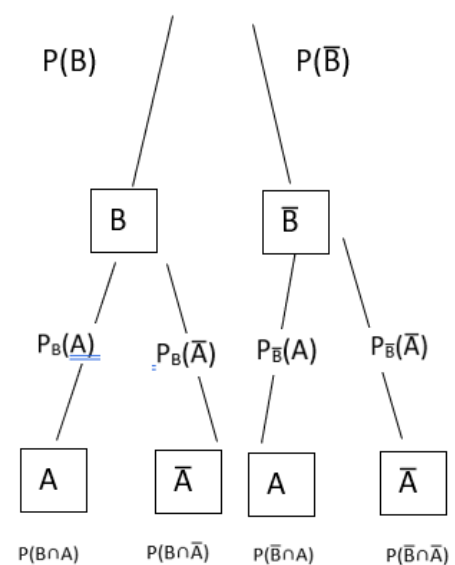 P(B) P(B̅)
B B̅
P_B(A) P_B(A̅) P_B̅(A) P_B̅(A̅)
A A̅ A A̅
P(B∩A) P(B∩A̅) P(B̅∩A) P(B̅∩A̅)